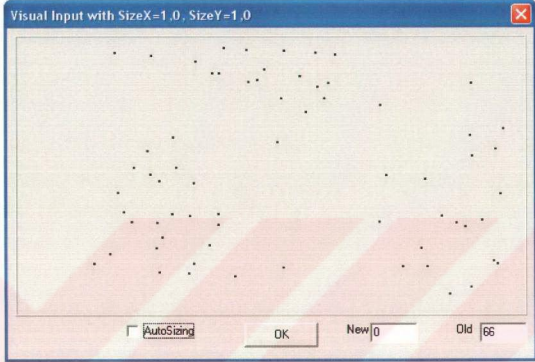 Visual Input with SizeX=1,0, SizeY=1,0
AutoSizing
OK
New 0
Old 66